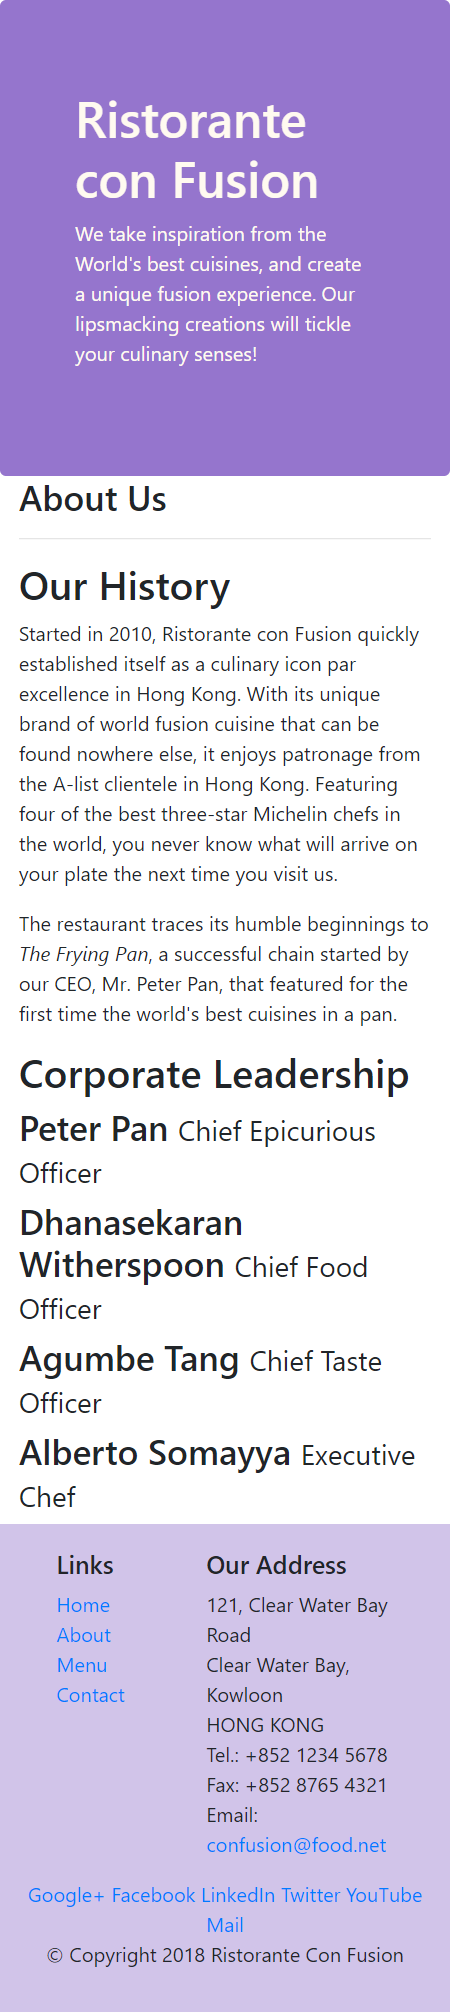 Ristorante
con Fusion
We take inspiration from the
World's best cuisines, and create
a unique fusion experience. Our
lipsmacking creations will tickle
your culinary senses!
About Us
Our History
Started in 2010, Ristorante con Fusion quickly
established itself as a culinary icon par
excellence in Hong Kong. With its unique
brand of world fusion cuisine that can be
found nowhere else, it enjoys patronage from
the A-list clientele in Hong Kong. Featuring
four of the best three-star Michelin chefs in
the world, you never know what will arrive on
your plate the next time you visit us.
The restaurant traces its humble beginnings to
The Frying Pan, a successful chain started by
our CEO, Mr. Peter Pan, that featured for the
first time the world's best cuisines in a pan.
Corporate Leadership
Peter Pan Chief Epicurious
Officer
Dhanasekaran
Witherspoon Chief Food
Officer
Agumbe Tang Chief Taste
Officer
Alberto Somayya Executive
Chef
Links
Home
About
Menu
Contact
Our Address
121, Clear Water Bay
Road
Clear Water Bay,
Kowloon
HONG KONG
Tel.: +852 1234 5678
Fax: +852 8765 4321
Email:
confusion@food.net
Google+ Facebook LinkedIn Twitter YouTube
Mail
© Copyright 2018 Ristorante Con Fusion